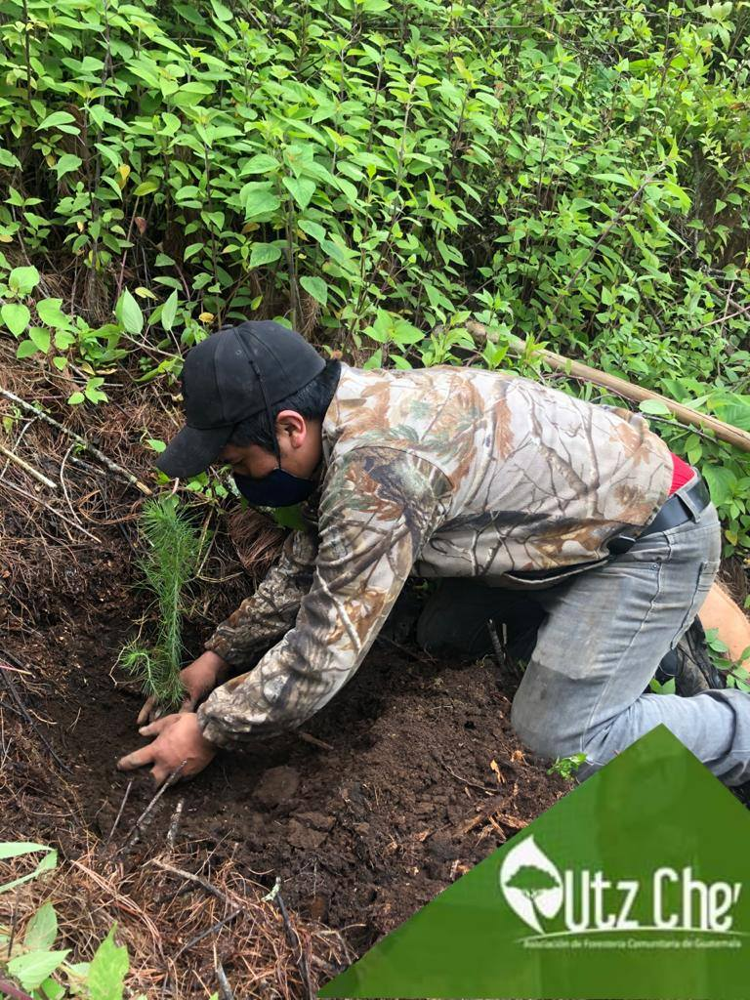 Utz Che'
Asociación de Forestería Comunitaria de Guatemala